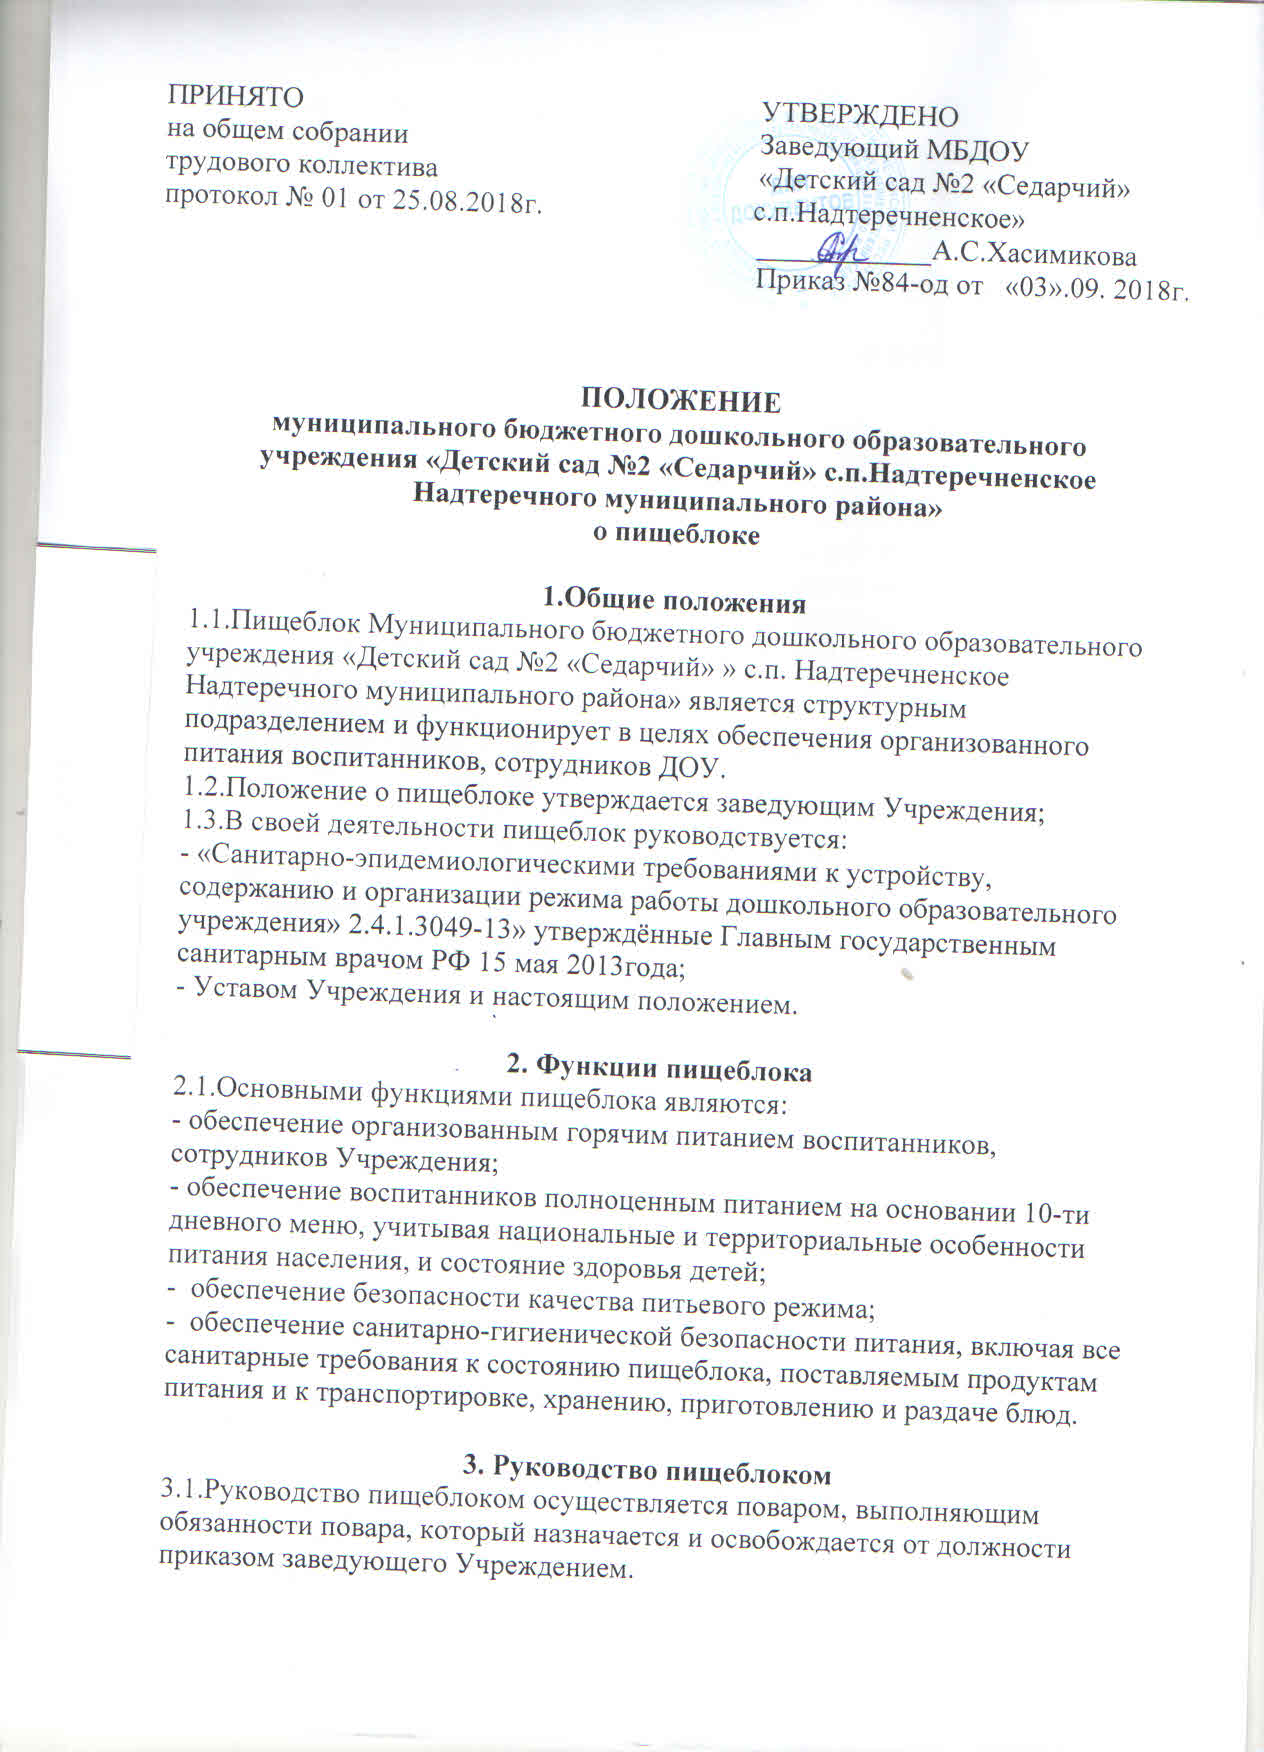 ПРИНЯТО
на общем собрании
трудового коллектива
протокол № 01 от 25.08.2018г.
УТВЕРЖДЕНО
Заведующий МБДОУ
«Детский сад №2 «Седарчий»
с.п.Надтеречненское»
____________А.С.Хасимикова
Приказ №84-од от «03».09. 2018г.
ПОЛОЖЕНИЕ
муниципального бюджетного дошкольного образовательного
учреждения «Детский сад №2 «Седарчий» с.п.Надтеречненское
Надтеречного муниципального района»
о пищеблоке
1.Общие положения
1.1.Пищеблок Муниципального бюджетного дошкольного образовательного
учреждения «Детский сад №2 «Седарчий» » с.п. Надтеречненское
Надтеречного муниципального района» является структурным
подразделением и функционирует в целях обеспечения организованного
питания воспитанников, сотрудников ДОУ.
1.2.Положение о пищеблоке утверждается заведующим Учреждения;
1.3.В своей деятельности пищеблок руководствуется:
- «Санитарно-эпидемиологическими требованиями к устройству,
содержанию и организации режима работы дошкольного образовательного
учреждения» 2.4.1.3049-13» утверждённые Главным государственным
санитарным врачом РФ 15 мая 2013года;
- Уставом Учреждения и настоящим положением.
2. Функции пищеблока
2.1.Основными функциями пищеблока являются:
- обеспечение организованным горячим питанием воспитанников,
сотрудников Учреждения;
- обеспечение воспитанников полноценным питанием на основании 10-ти
дневного меню, учитывая национальные и территориальные особенности
питания населения, и состояние здоровья детей;
- обеспечение безопасности качества питьевого режима;
- обеспечение санитарно-гигиенической безопасности питания, включая все
санитарные требования к состоянию пищеблока, поставляемым продуктам
питания и к транспортировке, хранению, приготовлению и раздаче блюд.
3. Руководство пищеблоком
3.1.Руководство пищеблоком осуществляется поваром, выполняющим
обязанности повара, который назначается и освобождается от должности
приказом заведующего Учреждением.